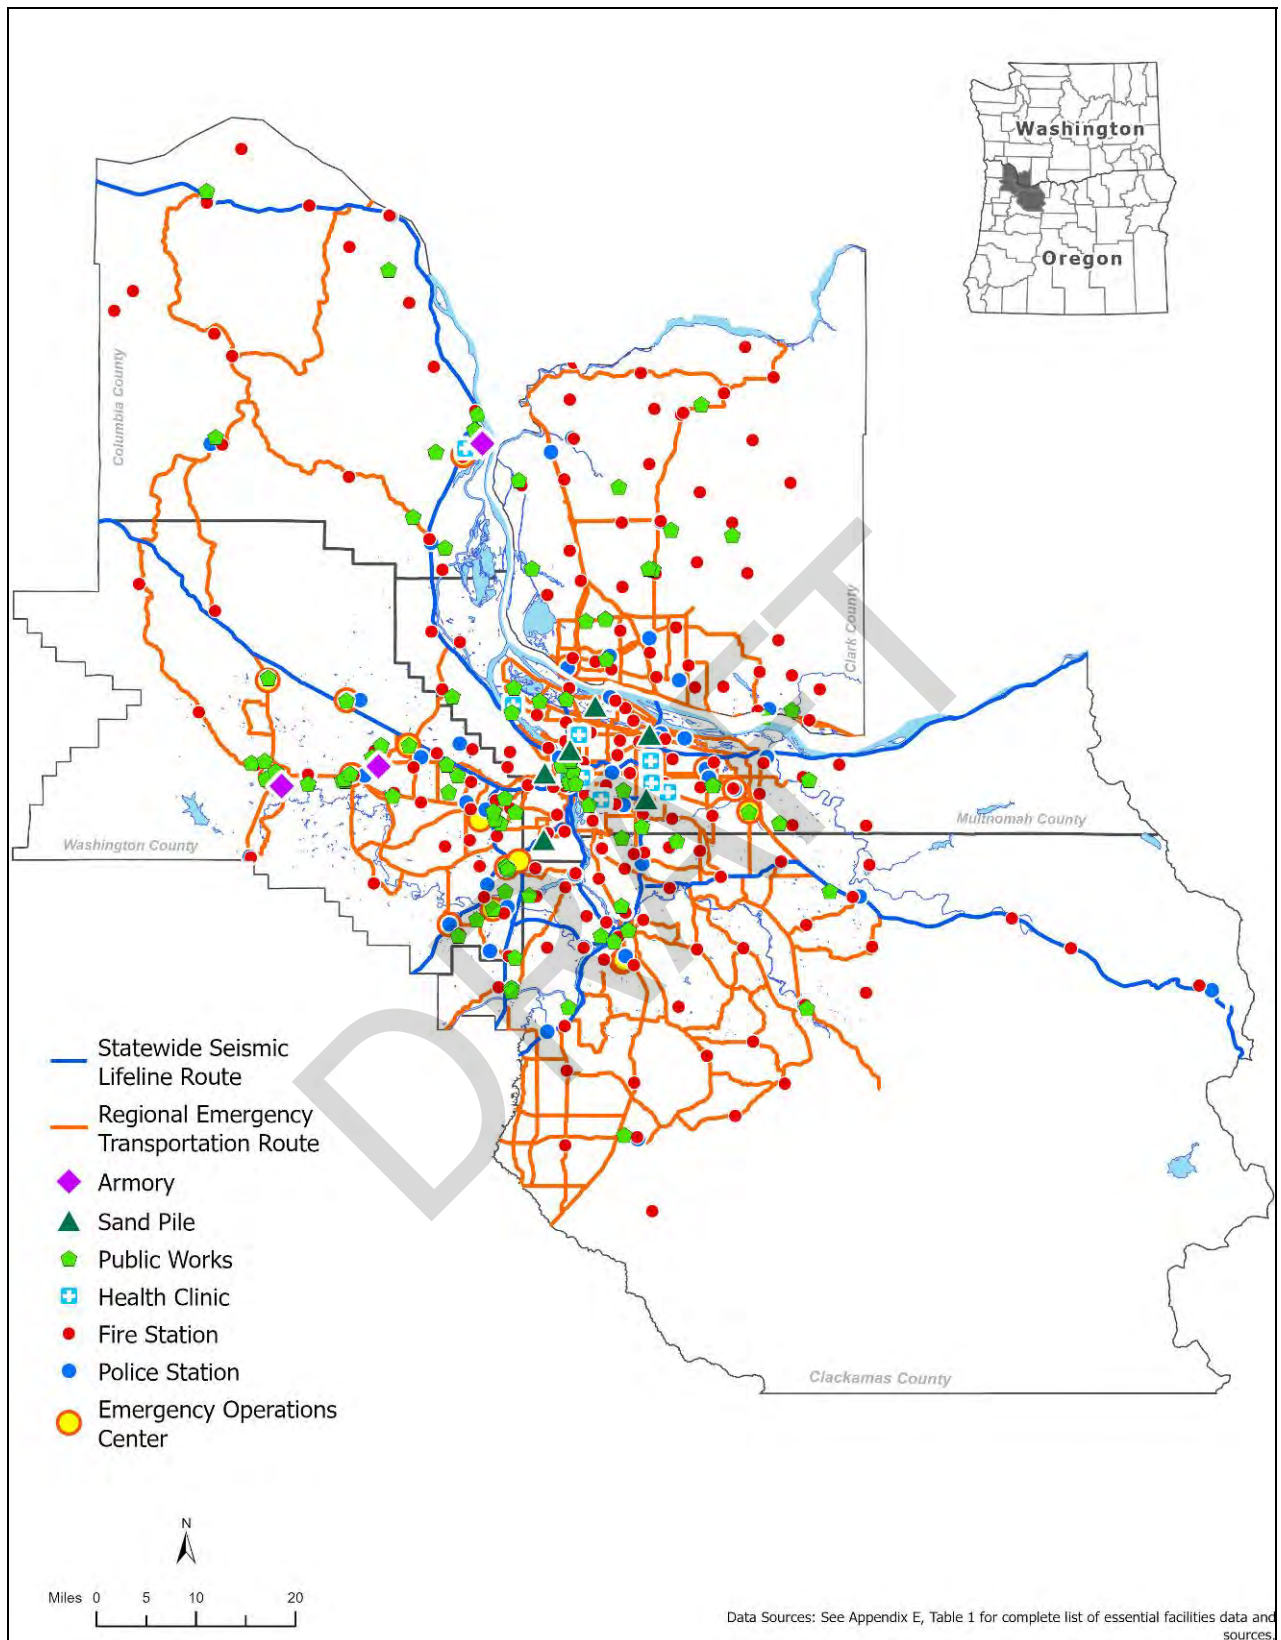 Washington
Oregon
Columbia County
Clark County
Multnomah County
Washington County
DRAFT
Statewide Seismic
Lifeline Route
Regional Emergency
Transportation Route
Armory
Sand Pile
Public Works
Health Clinic
Fire Station
Police Station
Emergency Operations
Center
Clackamas County
N
Miles 0 5 10 20
Data Sources: See Appendix E, Table 1 for complete list of essential facilities data and
sources.